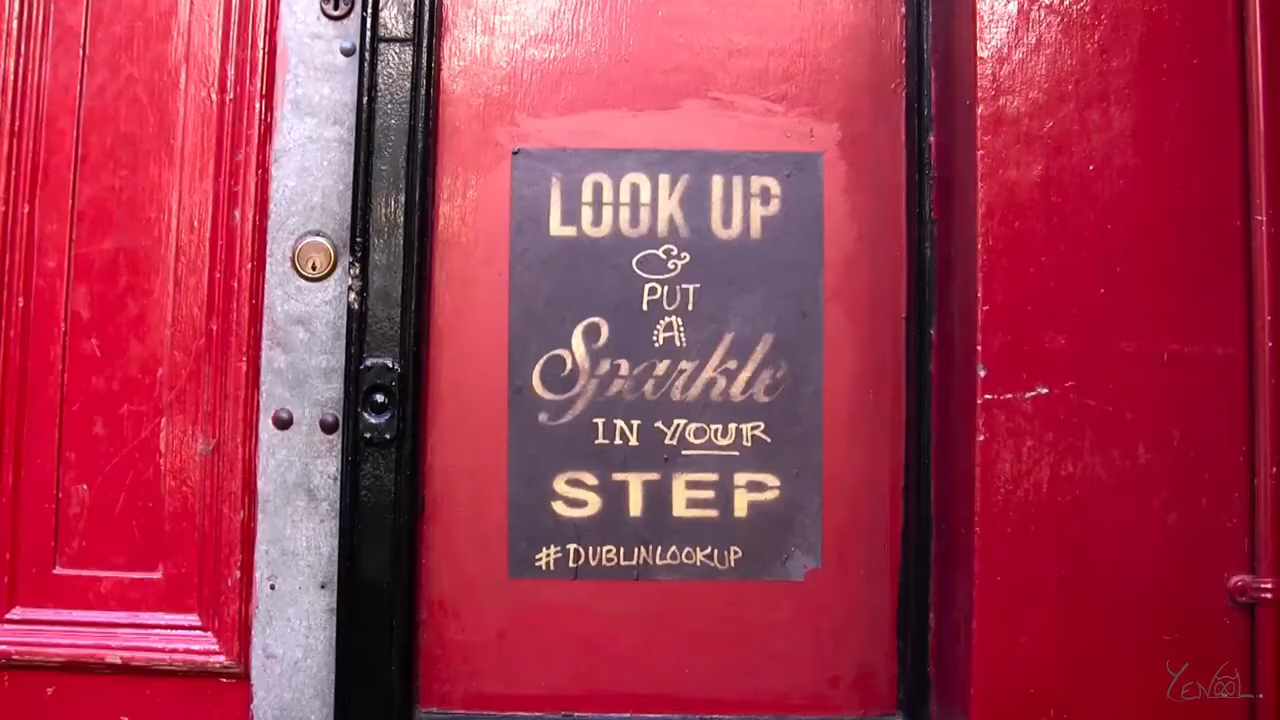 LOOK UP
&
PUT
A
Sparkle
IN YOUR
STEP
#DUBLINLOOKUP
YENOOL